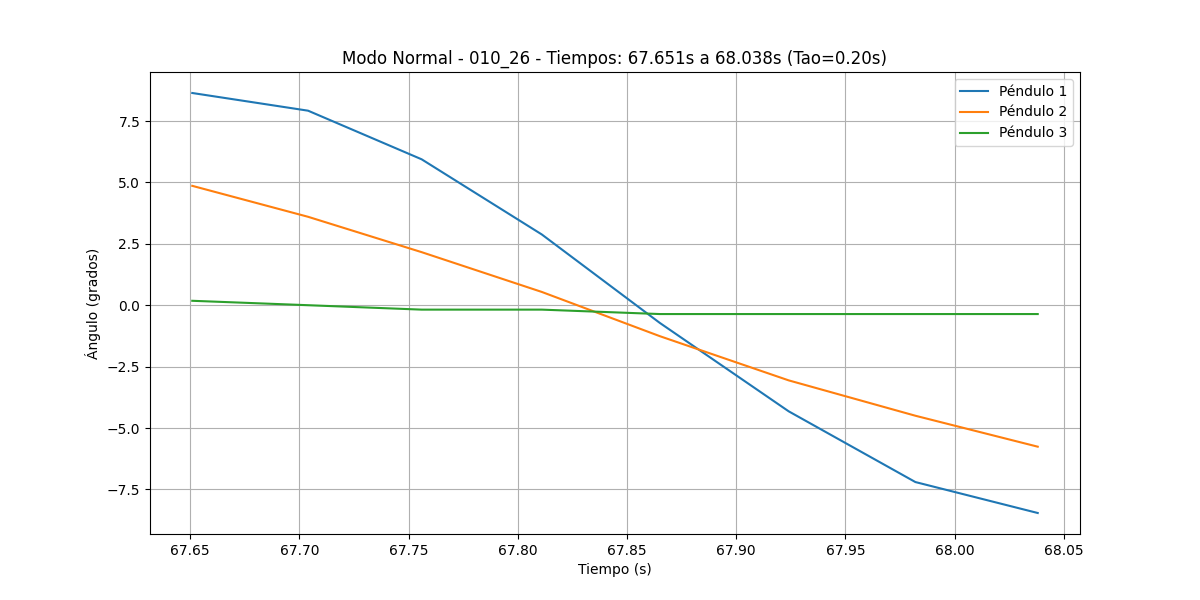 Modo Normal - 010_26 - Tiempos: 67.651s a 68.038s (Tao=0.20s)
Péndulo 1
Péndulo 2
Péndulo 3
Ángulo (grados)
7.5
5.0
2.5
0.0
−2.5
−5.0
−7.5
67.65 67.70 67.75 67.80 67.85 67.90 67.95 68.00 68.05
Tiempo (s)